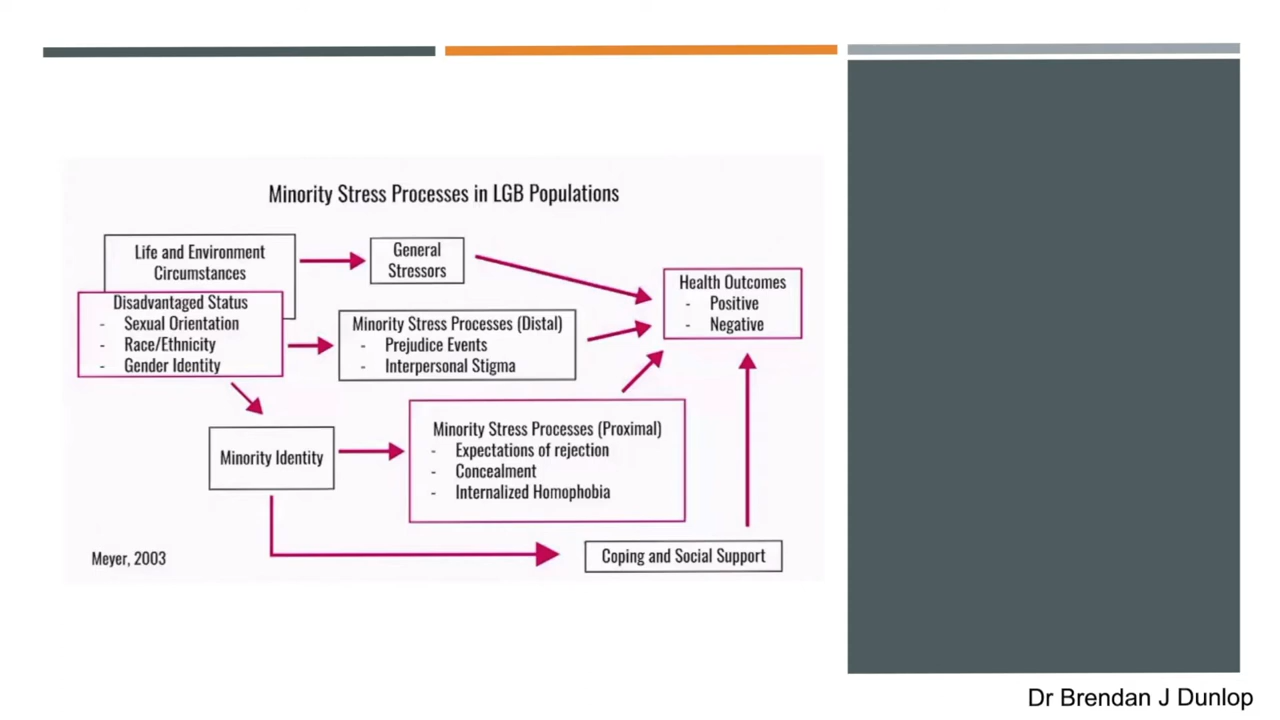 Minority Stress Processes in LGB Populations
Life and Environment
Circumstances
General
Stressors
Health Outcomes
- Positive
- Negative
Disadvantaged Status
- Sexual Orientation
- Race/Ethnicity
- Gender Identity
Minority Stress Processes (Distal)
- Prejudice Events
- Interpersonal Stigma
Minority Identity
Minority Stress Processes (Proximal)
- Expectations of rejection
- Concealment
- Internalized Homophobia
Coping and Social Support
Meyer, 2003
Dr Brendan J Dunlop